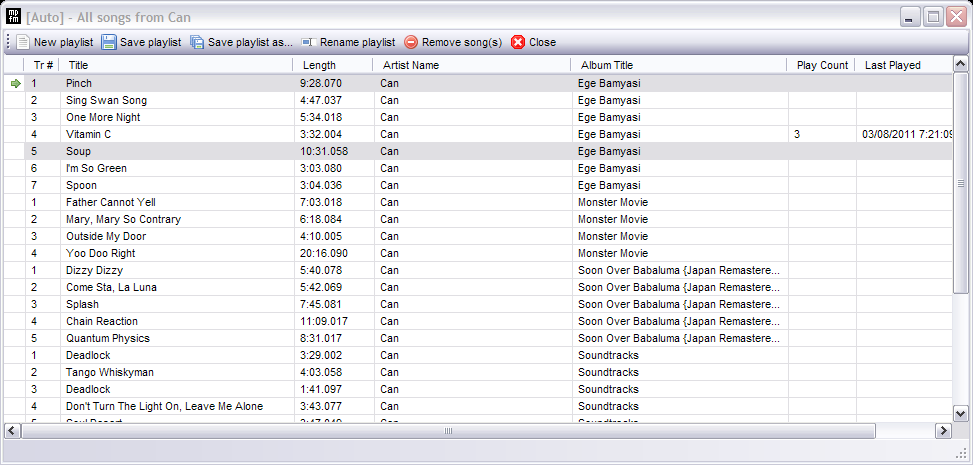 mp fm [Auto] - All songs from Can
New playlist Save playlist Save playlist as... Rename playlist Remove song(s) Close
Tr # Title Length Artist Name Album Title Play Count Last Played
1 Pinch 9:28.070 Can Ege Bamyasi
2 Sing Swan Song 4:47.037 Can Ege Bamyasi
3 One More Night 5:34.018 Can Ege Bamyasi
4 Vitamin C 3:32.004 Can Ege Bamyasi 3 03/08/2011 7:21:09
5 Soup 10:31.058 Can Ege Bamyasi
6 I'm So Green 3:03.080 Can Ege Bamyasi
7 Spoon 3:04.036 Can Ege Bamyasi
1 Father Cannot Yell 7:03.018 Can Monster Movie
2 Mary, Mary So Contrary 6:18.084 Can Monster Movie
3 Outside My Door 4:10.005 Can Monster Movie
4 Yoo Doo Right 20:16.090 Can Monster Movie
1 Dizzy Dizzy 5:40.078 Can Soon Over Babaluma {Japan Remastere...
2 Come Sta, La Luna 5:42.069 Can Soon Over Babaluma {Japan Remastere...
3 Splash 7:45.081 Can Soon Over Babaluma {Japan Remastere...
4 Chain Reaction 11:09.017 Can Soon Over Babaluma {Japan Remastere...
5 Quantum Physics 8:31.017 Can Soon Over Babaluma {Japan Remastere...
1 Deadlock 3:29.002 Can Soundtracks
2 Tango Whiskyman 4:03.058 Can Soundtracks
3 Deadlock 1:41.097 Can Soundtracks
4 Don't Turn The Light On, Leave Me Alone 3:43.077 Can Soundtracks